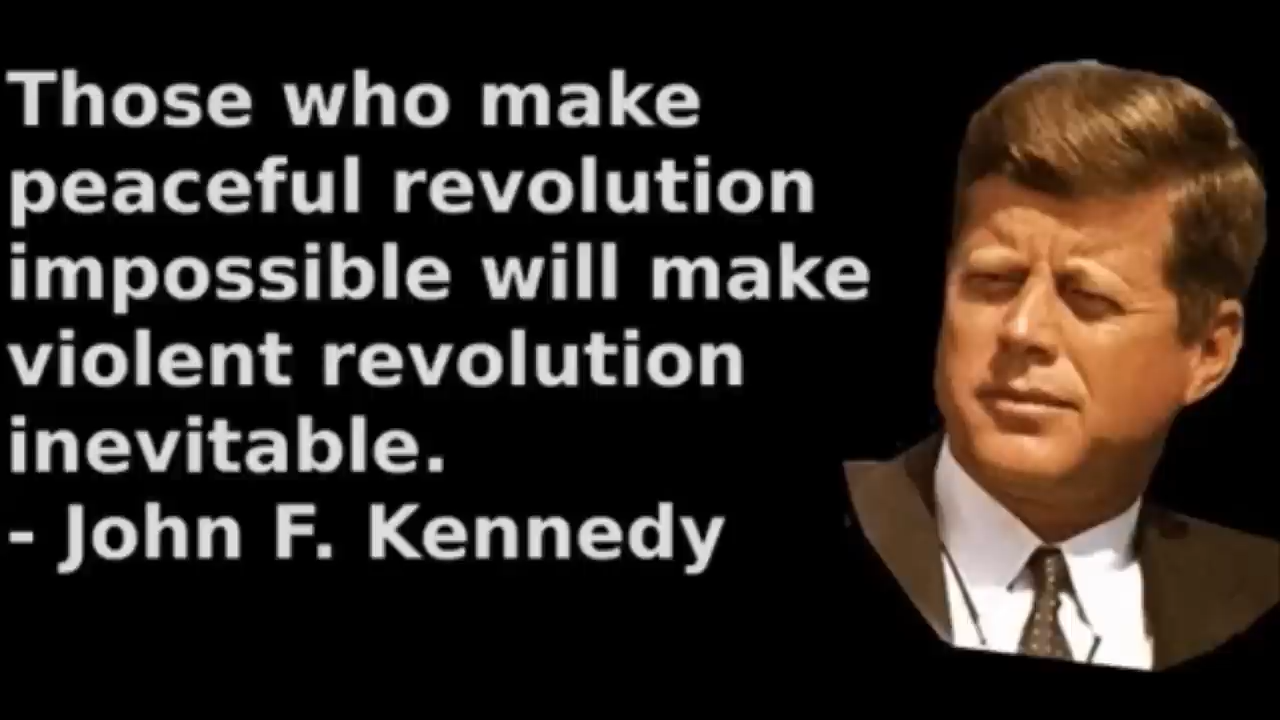 Those who make
peaceful revolution
impossible will make
violent revolution
inevitable.
- John F. Kennedy